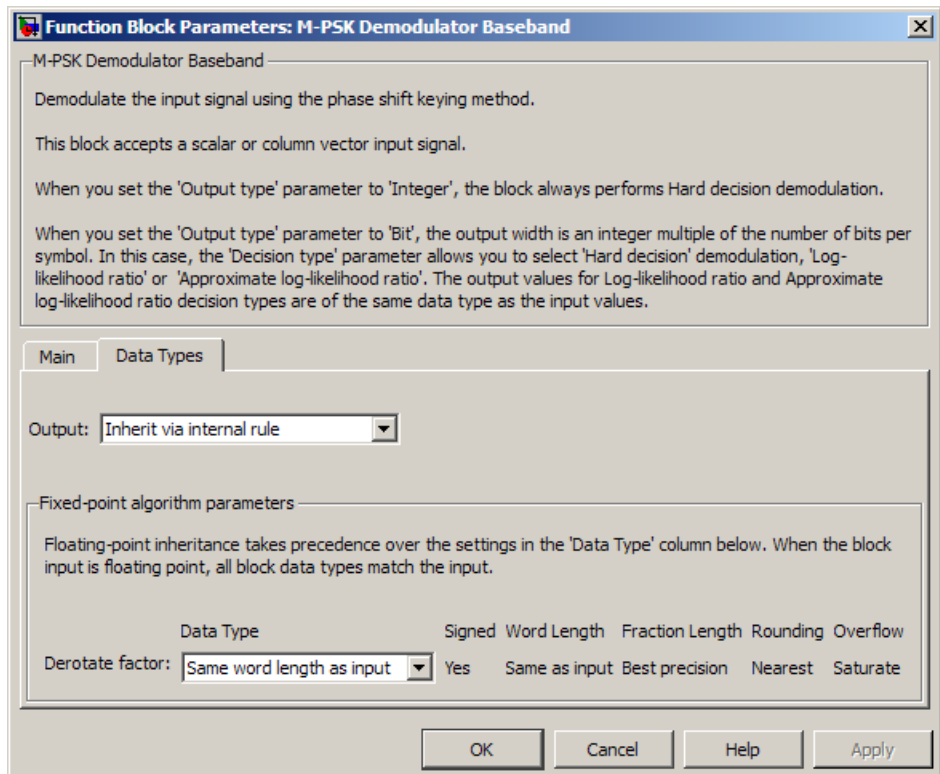 Function Block Parameters: M-PSK Demodulator Baseband
M-PSK Demodulator Baseband
Demodulate the input signal using the phase shift keying method.
This block accepts a scalar or column vector input signal.
When you set the 'Output type' parameter to 'Integer', the block always performs Hard decision demodulation.
When you set the 'Output type' parameter to 'Bit', the output width is an integer multiple of the number of bits per
symbol. In this case, the 'Decision type' parameter allows you to select 'Hard decision' demodulation, 'Log-
likelihood ratio' or 'Approximate log-likelihood ratio'. The output values for Log-likelihood ratio and Approximate
log-likelihood ratio decision types are of the same data type as the input values.
Main Data Types
Output: Inherit via internal rule
Fixed-point algorithm parameters
Floating-point inheritance takes precedence over the settings in the 'Data Type' column below. When the block
input is floating point, all block data types match the input.
Data Type Signed Word Length Fraction Length Rounding Overflow
Derotate factor: Same word length as input Yes Same as input Best precision Nearest Saturate
OK Cancel Help Apply